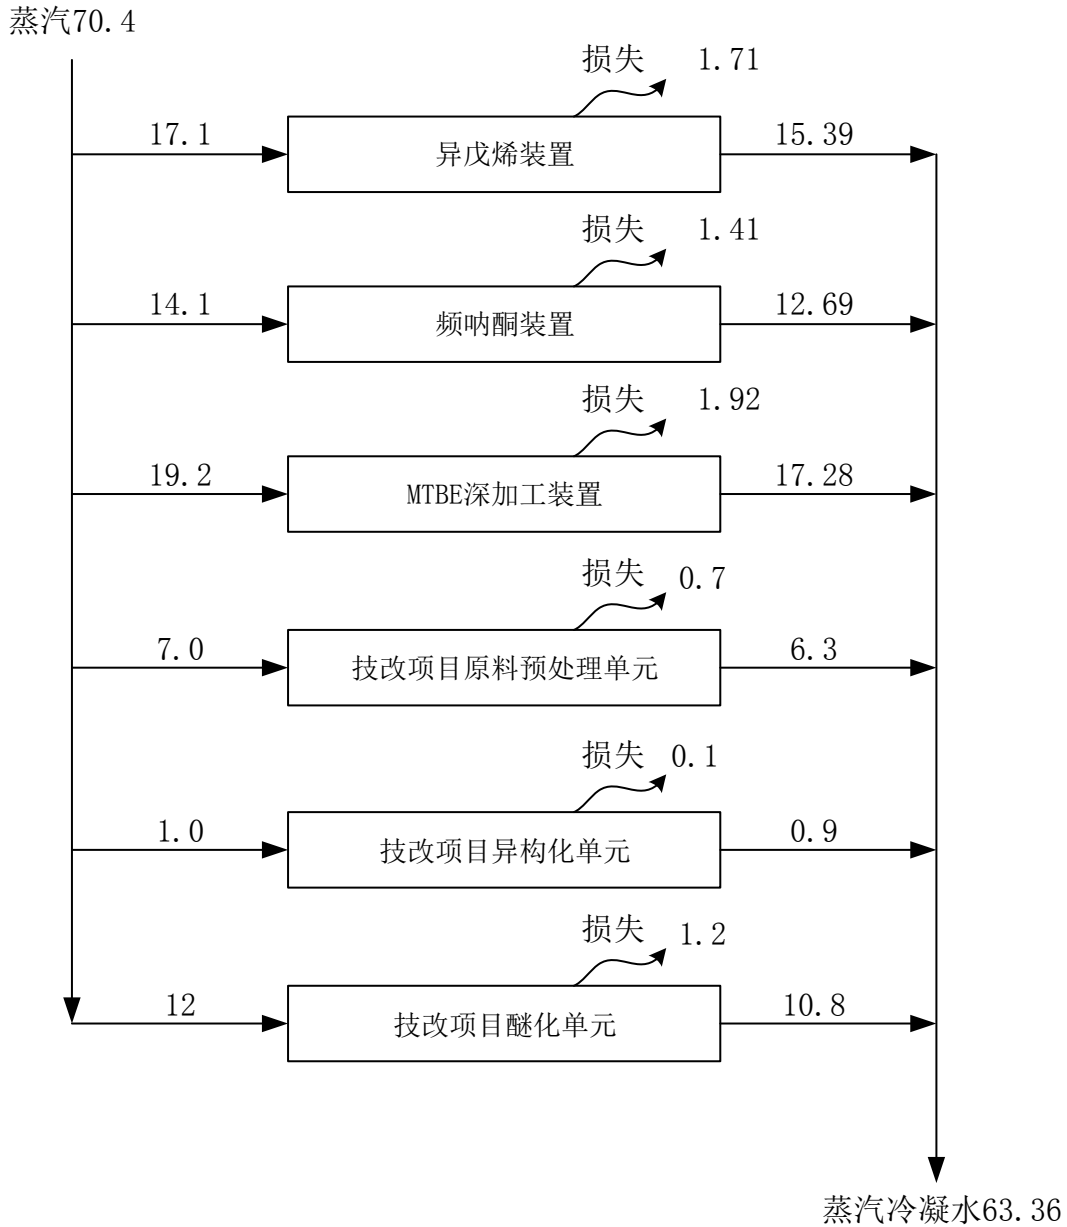 蒸汽70.4
损失 1.71
17.1 异戊烯装置 15.39
损失 1.41
14.1 频呐酮装置 12.69
损失 1.92
19.2 MTBE深加工装置 17.28
损失 0.7
7.0 技改项目原料预处理单元 6.3
损失 0.1
1.0 技改项目异构化单元 0.9
损失 1.2
12 技改项目醚化单元 10.8
蒸汽冷凝水63.36